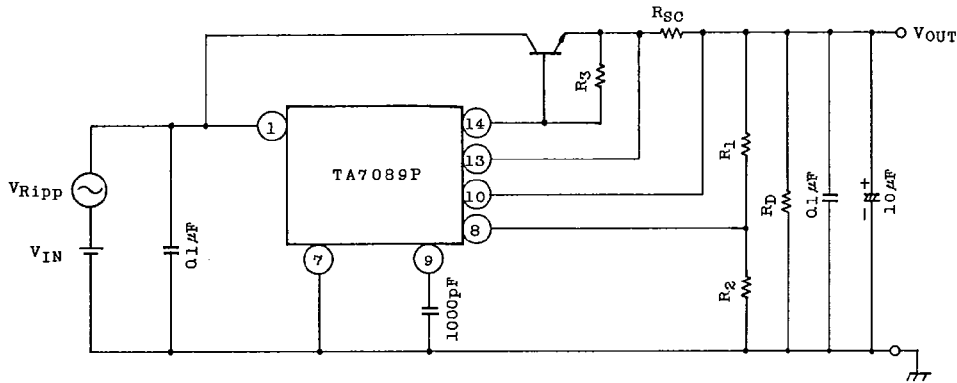 RSC
VOUT
R3
1
14
VRipp
TA7089P
13
10
8
R1
RD
0.1μF
+
−
10μF
VIN
0.1μF
7
9
1000pF
R2